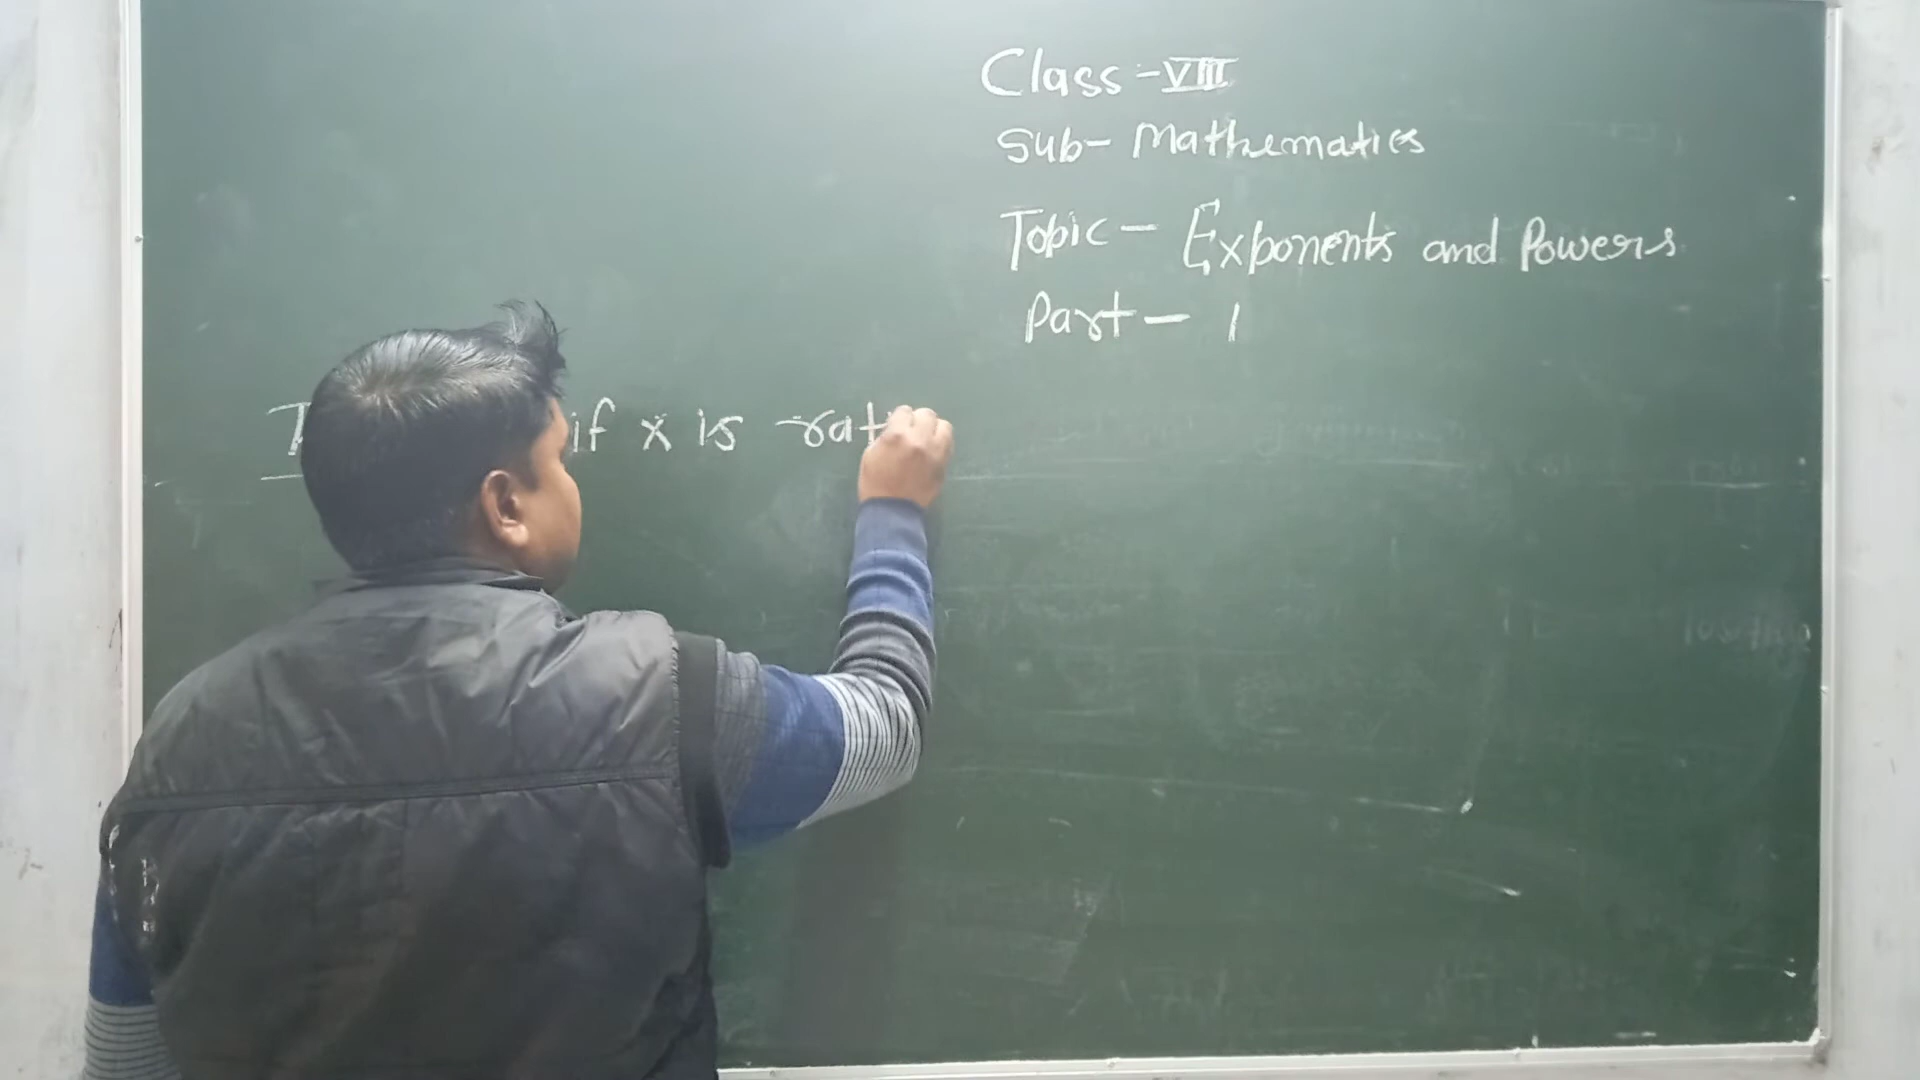 Class - VIII
Sub - Mathematics
Topic - Exponents and Powers
Part - 1
if x is rat